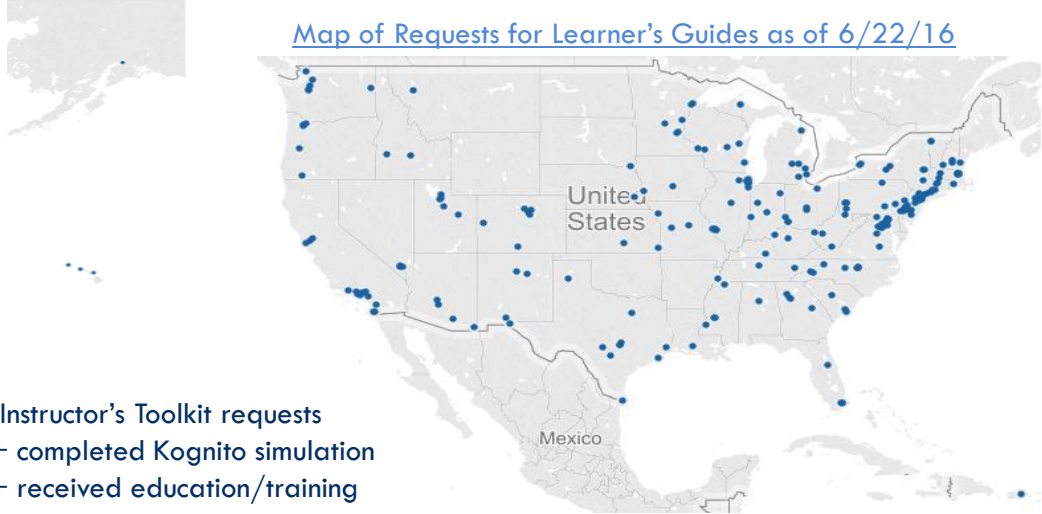 Map of Requests for Learner's Guides as of 6/22/16
United
States
Mexico
Instructor's Toolkit requests
- completed Kognito simulation
- received education/training